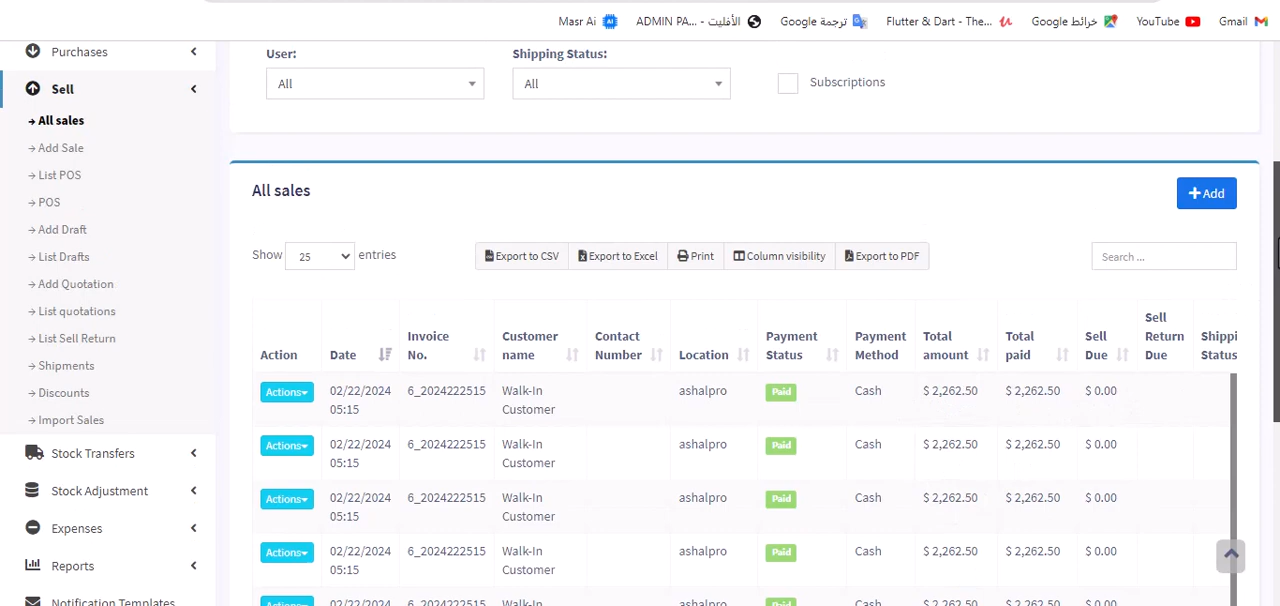 Masr Ai
ADMIN PA... - الأفليت
ترجمة Google
Flutter & Dart - The...
خرائط Google
YouTube
Gmail
Purchases
Sell
All sales
Add Sale
List POS
POS
Add Draft
List Drafts
Add Quotation
List quotations
List Sell Return
Shipments
Discounts
Import Sales
Stock Transfers
Stock Adjustment
Expenses
Reports
Notification Templates
User:
Shipping Status:
All
All
Subscriptions
All sales
Add
Show 25 entries
Export to CSV
Export to Excel
Print
Column visibility
Export to PDF
Search ...
Action
Date
Invoice No.
Customer name
Contact Number
Location
Payment Status
Payment Method
Total amount
Total paid
Sell Due
Sell Return Due
Shippi Status
Actions 02/22/2024 6_2024222515 Walk-In ashalpro Paid Cash $ 2,262.50 $ 2,262.50 $ 0.00
05:15 Customer
Actions 02/22/2024 6_2024222515 Walk-In ashalpro Paid Cash $ 2,262.50 $ 2,262.50 $ 0.00
05:15 Customer
Actions 02/22/2024 6_2024222515 Walk-In ashalpro Paid Cash $ 2,262.50 $ 2,262.50 $ 0.00
05:15 Customer
Actions 02/22/2024 6_2024222515 Walk-In ashalpro Paid Cash $ 2,262.50 $ 2,262.50 $ 0.00
05:15 Customer
Actions 02/22/2024 6_2024222515 Walk-In ashalpro Paid Cash $ 2,262.50 $ 2,262.50 $ 0.00